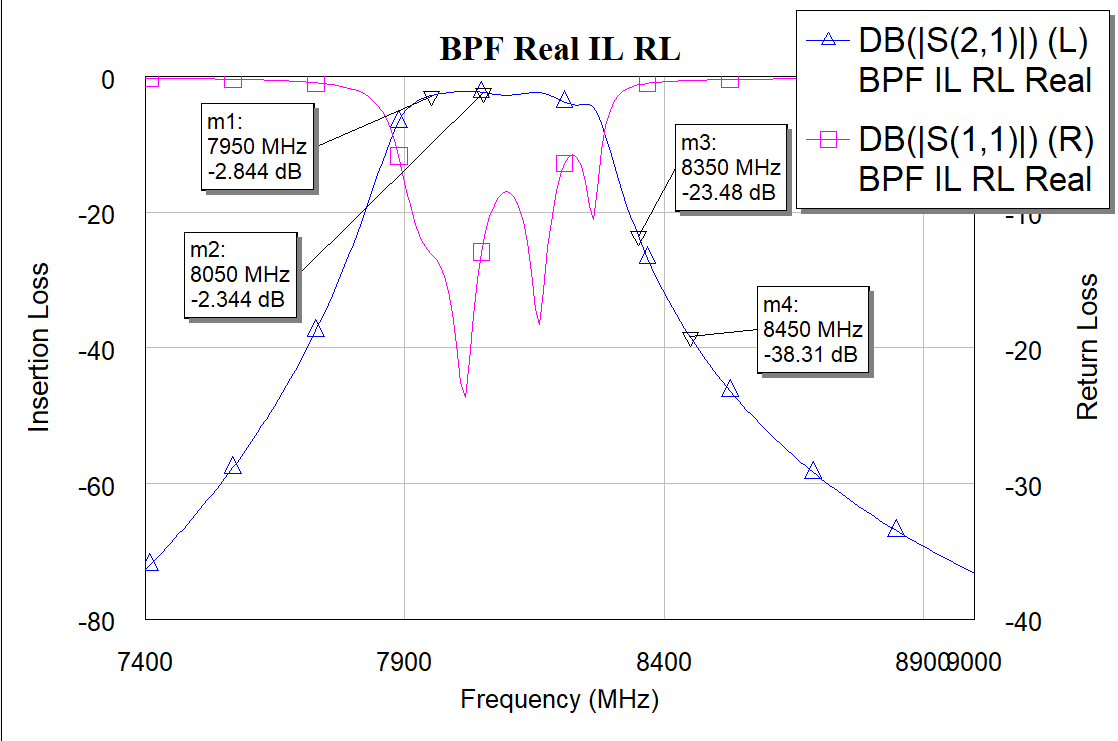 BPF Real IL RL
DB(|S(2,1)|) (L)
BPF IL RL Real
DB(|S(1,1)|) (R)
BPF IL RL Real
m1:
7950 MHz
-2.844 dB
m2:
8050 MHz
-2.344 dB
m3:
8350 MHz
-23.48 dB
m4:
8450 MHz
-38.31 dB
Insertion Loss
0
-20
-40
-60
-80
Return Loss
-10
-20
-30
-40
7400
7900
8400
8900
9000
Frequency (MHz)